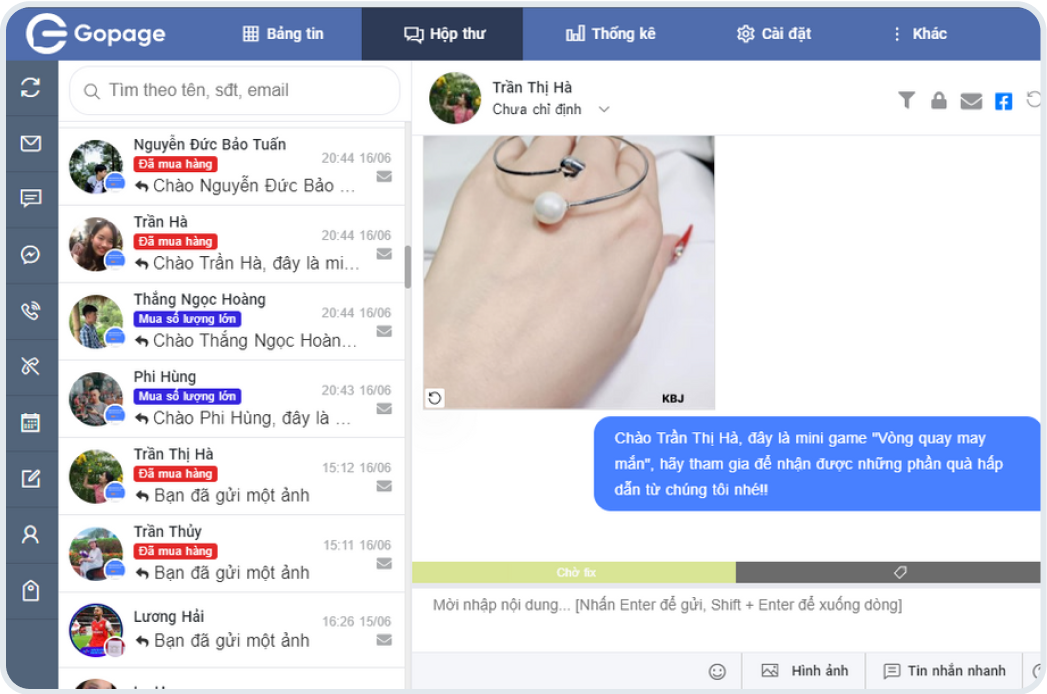 Gopage
Bảng tin
Hộp thư
Thống kê
Cài đặt
Khác
Tìm theo tên, sđt, email
Nguyễn Đức Bảo Tuấn
Đã mua hàng
20:44 16/06
Chào Nguyễn Đức Bảo ...
Trần Hà
Đã mua hàng
20:44 16/06
Chào Trần Hà, đây là mi...
Thắng Ngọc Hoàng
Mua số lượng lớn
20:44 16/06
Chào Thắng Ngọc Hoàn...
Phi Hùng
Mua số lượng lớn
20:43 16/06
Chào Phi Hùng, đây là ...
Trần Thị Hà
Đã mua hàng
15:12 16/06
Bạn đã gửi một ảnh
Trần Thủy
Đã mua hàng
15:11 16/06
Bạn đã gửi một ảnh
Lương Hải
16:26 15/06
Bạn đã gửi một ảnh
Trần Thị Hà
Chưa chỉ định
KBJ
Chào Trần Thị Hà, đây là mini game "Vòng quay may
mắn", hãy tham gia để nhận được những phần quà hấp
dẫn từ chúng tôi nhé!!
Chờ fix
Mời nhập nội dung... [Nhấn Enter để gửi, Shift + Enter để xuống dòng]
Hình ảnh
Tin nhắn nhanh